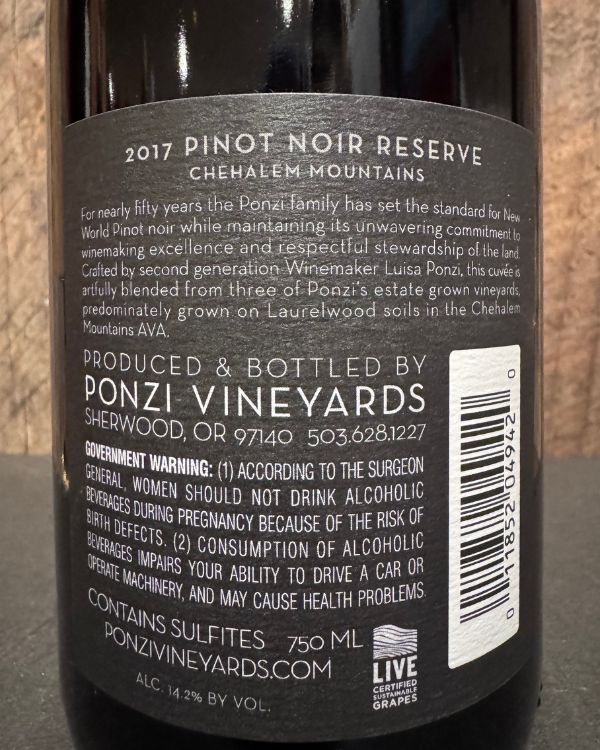 2017 PINOT NOIR RESERVE
CHEHALEM MOUNTAINS
For nearly fifty years the Ponzi family has set the standard for New
World Pinot noir while maintaining its unwavering commitment to
winemaking excellence and respectful stewardship of the land.
Crafted by second generation Winemaker Luisa Ponzi, this cuvée is
artfully blended from three of Ponzi's estate grown vineyards,
predominately grown on Laurelwood soils in the Chehalem
Mountains AVA.
PRODUCED & BOTTLED BY
PONZI VINEYARDS
SHERWOOD, OR 97140 503.628.1227
GOVERNMENT WARNING: (1) ACCORDING TO THE SURGEON
GENERAL, WOMEN SHOULD NOT DRINK ALCOHOLIC
BEVERAGES DURING PREGNANCY BECAUSE OF THE RISK OF
BIRTH DEFECTS. (2) CONSUMPTION OF ALCOHOLIC
BEVERAGES IMPAIRS YOUR ABILITY TO DRIVE A CAR OR
OPERATE MACHINERY, AND MAY CAUSE HEALTH PROBLEMS.
CONTAINS SULFITES 750 ML
PONZIVINEYARDS.COM
ALC. 14.2% BY VOL.
LIVE
CERTIFIED
SUSTAINABLE
GRAPES
0 11852 04942 0